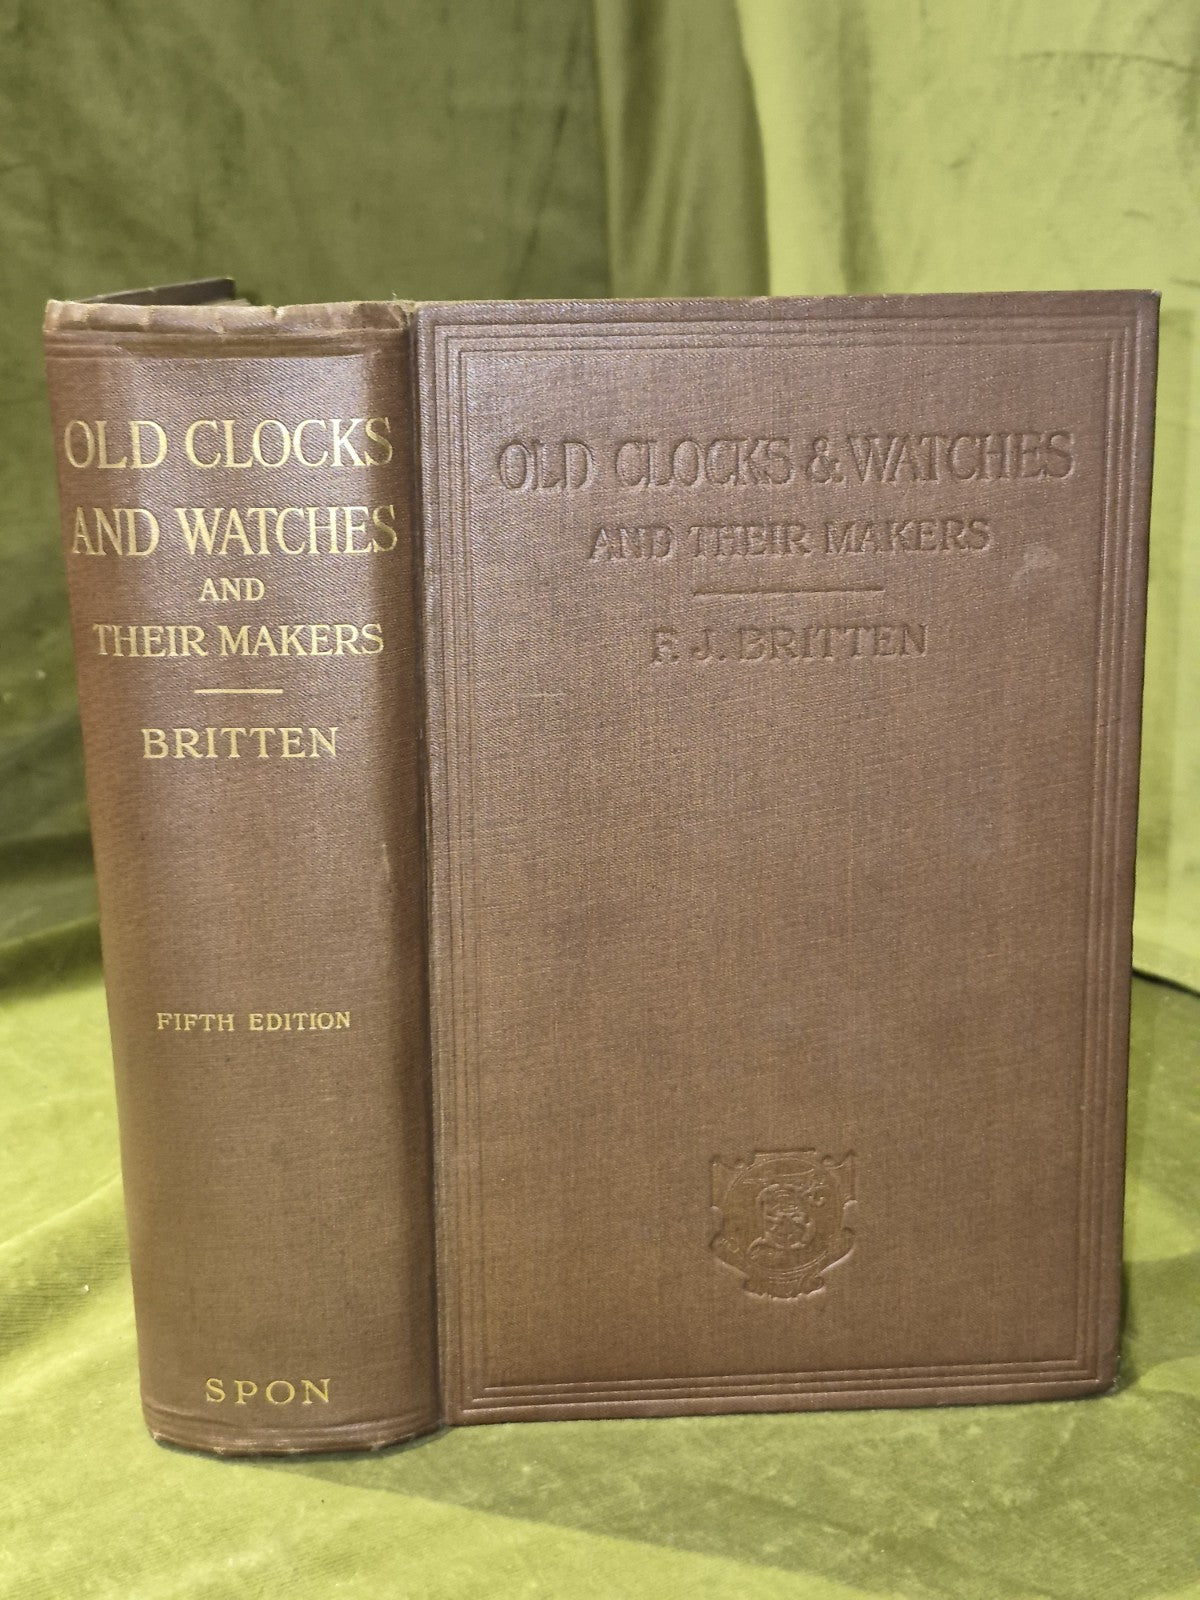 OLD CLOCKS
AND WATCHES
AND
THEIR MAKERS
BRITTEN
FIFTH EDITION
SPON
OLD CLOCKS & WATCHES
AND THEIR MAKERS
F. J. BRITTEN